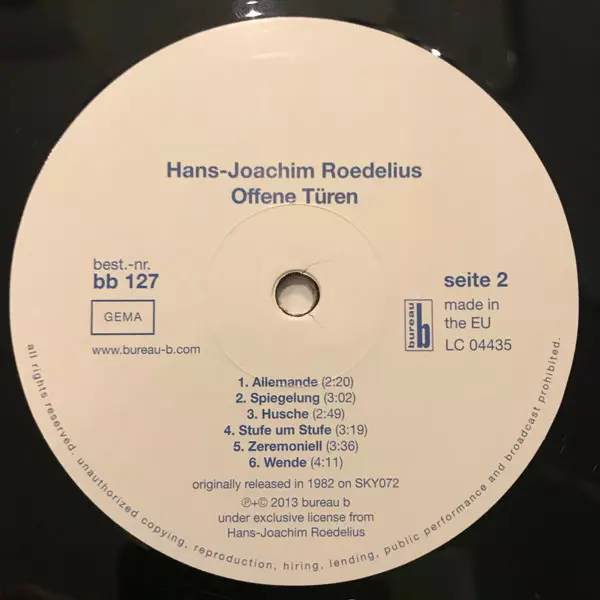 Hans-Joachim Roedelius
Offene Türen
best.-nr.
bb 127
GEMA
www.bureau-b.com
seite 2
bureau b
made in
the EU
LC 04435
1. Allemande (2:20)
2. Spiegelung (3:02)
3. Husche (2:49)
4. Stufe um Stufe (3:19)
5. Zeremoniell (3:36)
6. Wende (4:11)
originally released in 1982 on SKY072
℗+© 2013 bureau b
under exclusive license from
Hans-Joachim Roedelius
all rights reserved. unauthorized copying, reproduction, hiring, lending, public performance and broadcast prohibited.